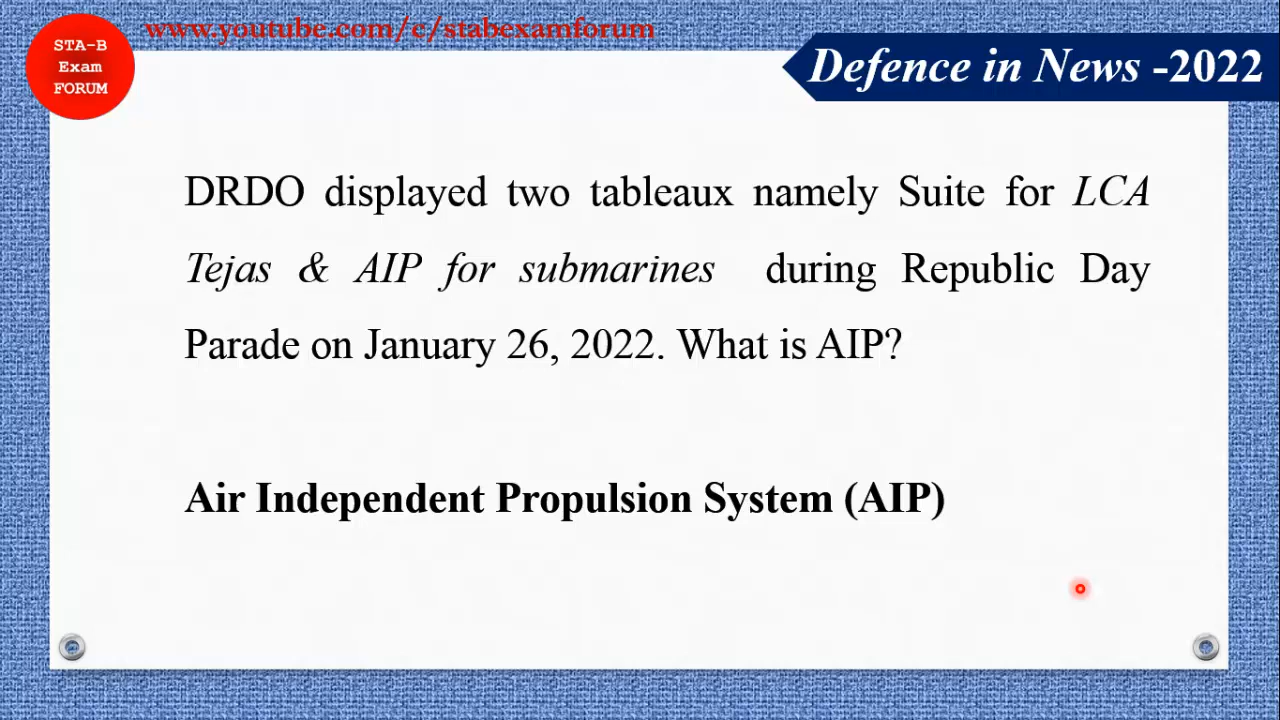 www.youtube.com/c/stabexamforum
STA-B
Exam
FORUM
Defence in News -2022
DRDO displayed two tableaux namely Suite for LCA
Tejas & AIP for submarines during Republic Day
Parade on January 26, 2022. What is AIP?
Air Independent Propulsion System (AIP)